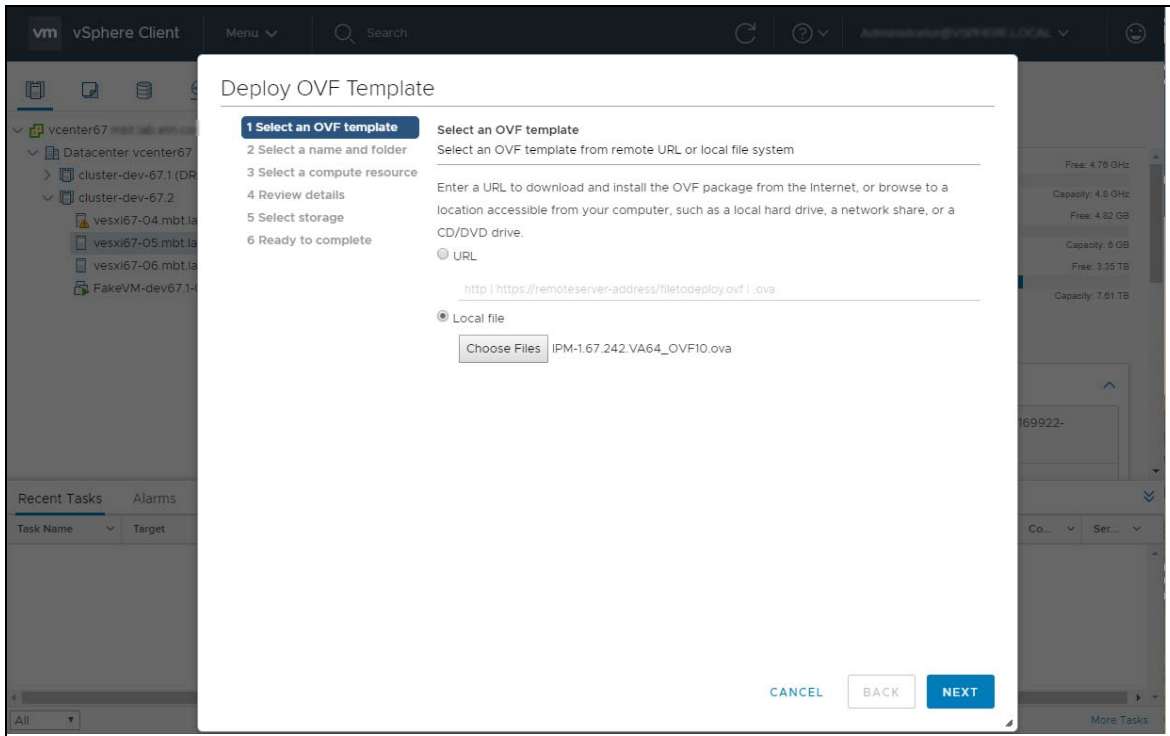 vm vSphere Client Menu Search
Deploy OVF Template
1 Select an OVF template
2 Select a name and folder
3 Select a compute resource
4 Review details
5 Select storage
6 Ready to complete
Select an OVF template
Select an OVF template from remote URL or local file system
Enter a URL to download and install the OVF package from the Internet, or browse to a
location accessible from your computer, such as a local hard drive, a network share, or a
CD/DVD drive.
URL
http | https://remoteserver-address/filetodeploy.ovf | .ova
Local file
Choose Files IPM-1.67.242.VA64_OVF10.ova
CANCEL BACK NEXT
vcenter67
Datacenter vcenter67
cluster-dev-67.1 (DR
cluster-dev-67.2
vesxi67-04.mbt.la
vesxi67-05.mbt.la
vesxi67-06.mbt.la
FakeVM-dev67.1-
Free: 4.76 GHz
Capacity: 4.8 GHz
Free: 4.82 GB
Capacity: 6 GB
Free: 3.35 TB
Capacity: 7.61 TB
169922-
Recent Tasks Alarms
Task Name Target Co... Ser...
All More Tasks